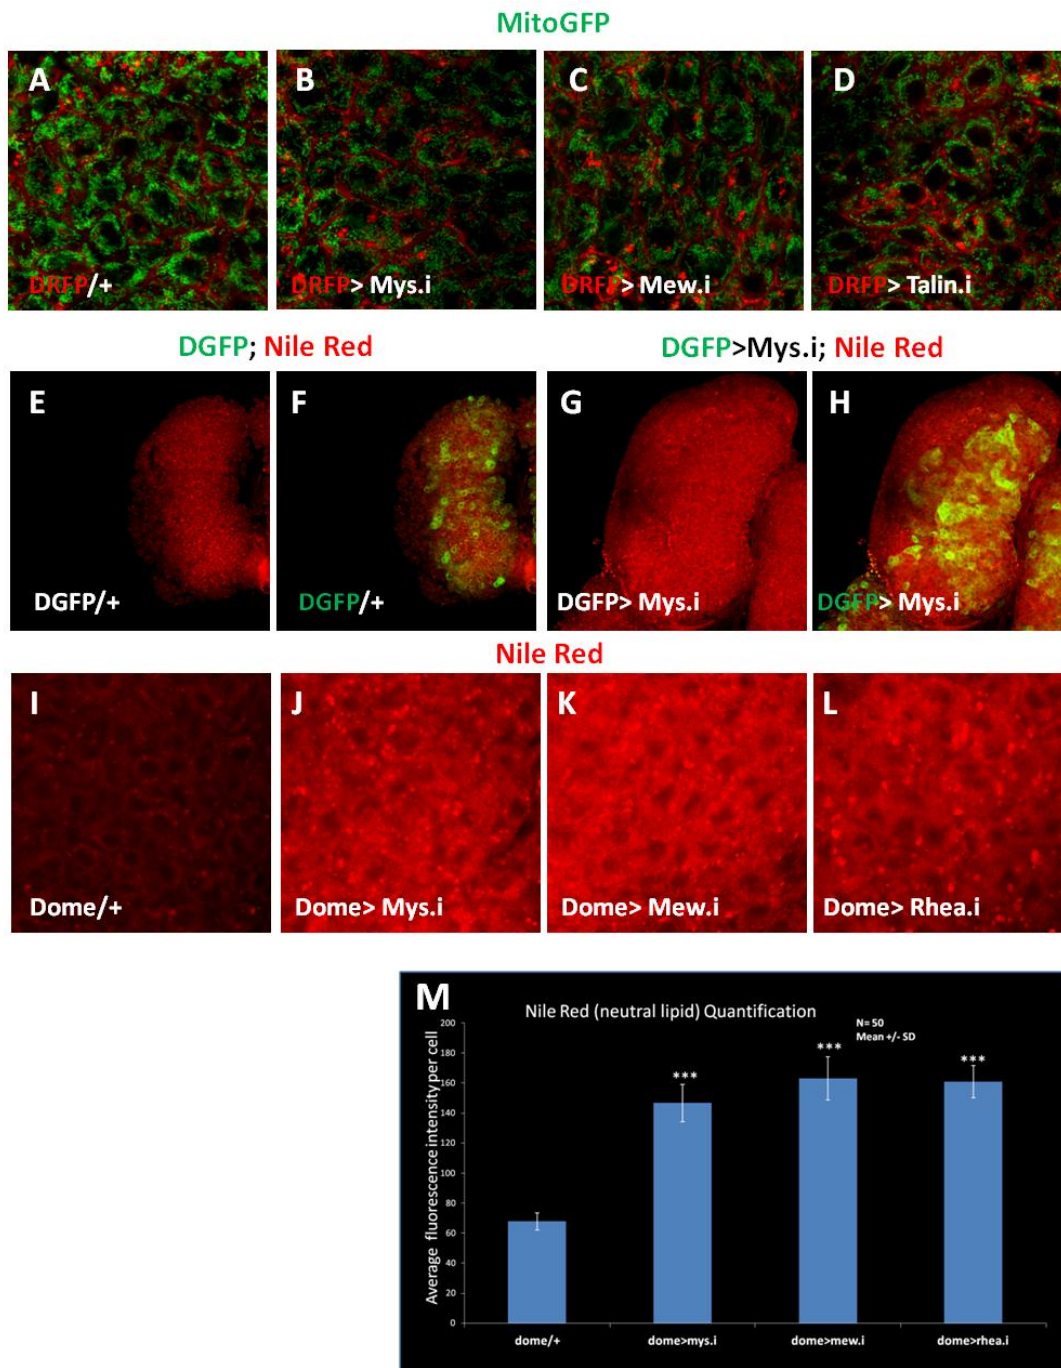 MitoGFP
A
B
C
D
DRFP/+
DRFP> Mys.i
DRFP> Mew.i
DRFP> Talin.i
DGFP; Nile Red
DGFP>Mys.i; Nile Red
E
F
G
H
DGFP/+
DGFP/+
DGFP> Mys.i
DGFP> Mys.i
Nile Red
I
J
K
L
Dome/+
Dome> Mys.i
Dome> Mew.i
Dome> Rhea.i
M
Nile Red (neutral lipid) Quantification
N= 50
Mean +/- SD
Average fluorescence intensity per cell
200
180
160
140
120
100
80
60
40
20
0
***
***
***
dome/+
dome>mys.i
dome>mew.i
dome>rhea.i